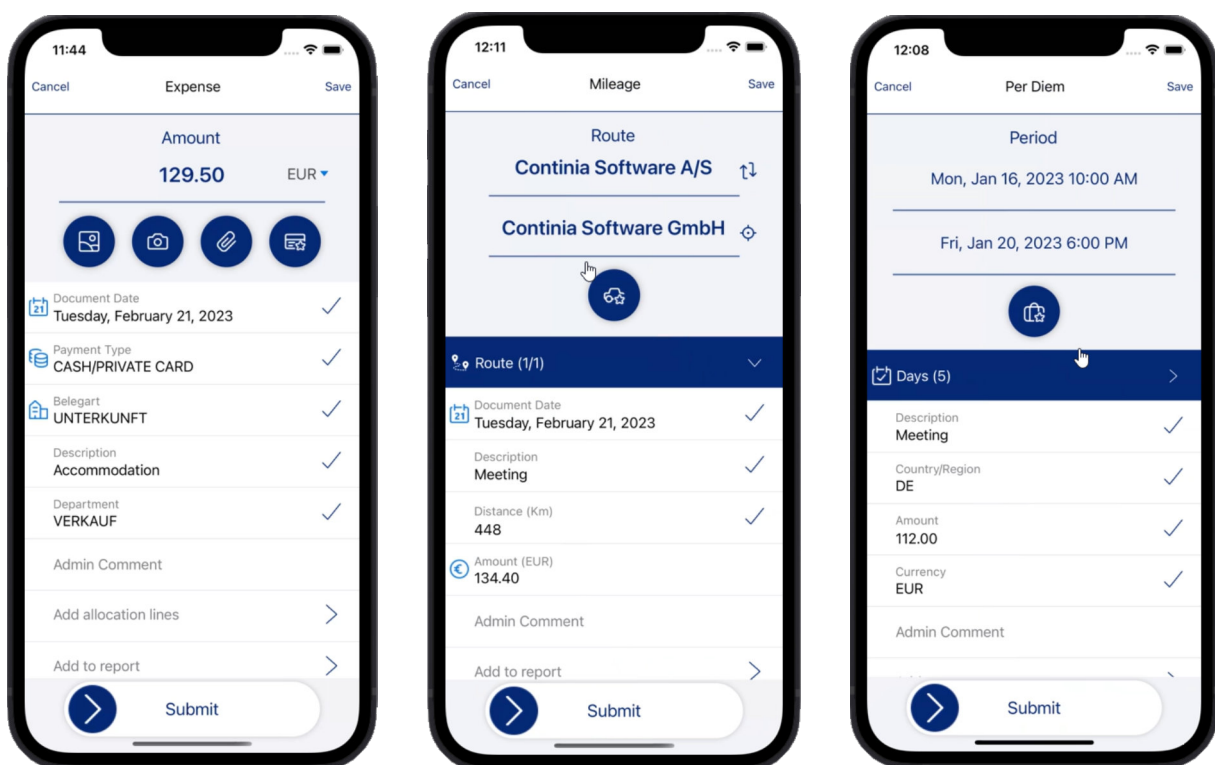 11:44
Cancel Expense Save
Amount
129.50 EUR
Document Date
Tuesday, February 21, 2023
Payment Type
CASH/PRIVATE CARD
Belegart
UNTERKUNFT
Description
Accommodation
Department
VERKAUF
Admin Comment
Add allocation lines
Add to report
Submit
12:11
Cancel Mileage Save
Route
Continia Software A/S
Continia Software GmbH
Route (1/1)
Document Date
Tuesday, February 21, 2023
Description
Meeting
Distance (Km)
448
Amount (EUR)
134.40
Admin Comment
Add to report
Submit
12:08
Cancel Per Diem Save
Period
Mon, Jan 16, 2023 10:00 AM
Fri, Jan 20, 2023 6:00 PM
Days (5)
Description
Meeting
Country/Region
DE
Amount
112.00
Currency
EUR
Admin Comment
Submit